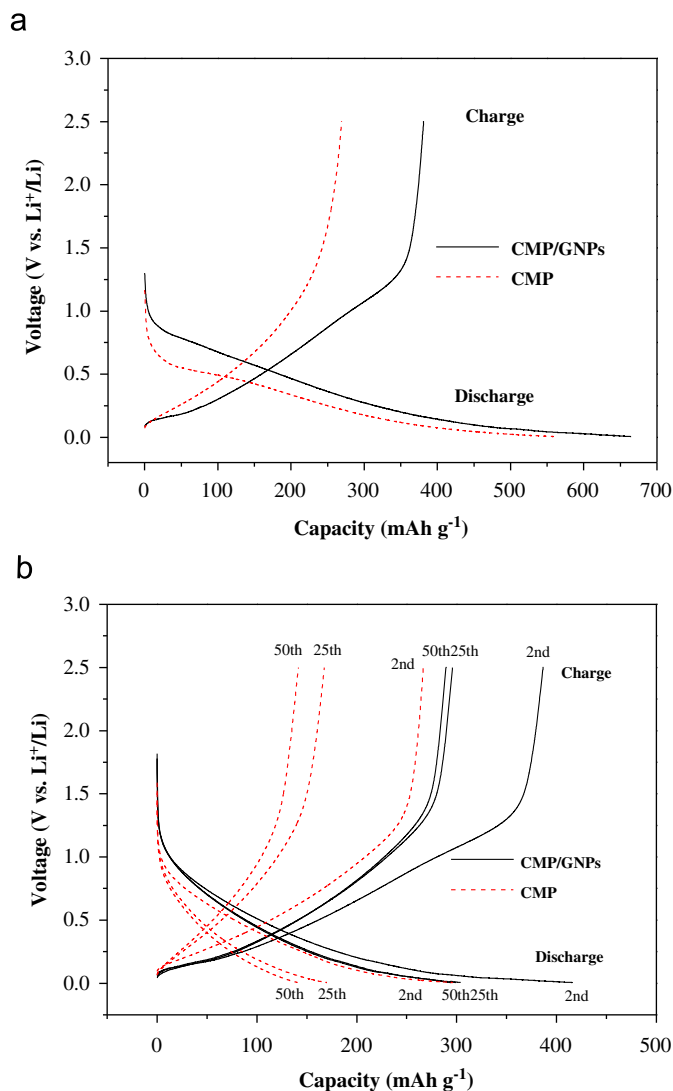 a
3.0
2.5
2.0
1.5
1.0
0.5
0.0
Voltage (V vs. Li⁺/Li)
Charge
CMP/GNPs
CMP
Discharge
0 100 200 300 400 500 600 700
Capacity (mAh g⁻¹)
b
3.0
2.5
2.0
1.5
1.0
0.5
0.0
Voltage (V vs. Li⁺/Li)
50th 25th 2nd 50th25th 2nd
Charge
CMP/GNPs
CMP
Discharge
50th 25th 2nd 50th25th 2nd
0 100 200 300 400 500
Capacity (mAh g⁻¹)